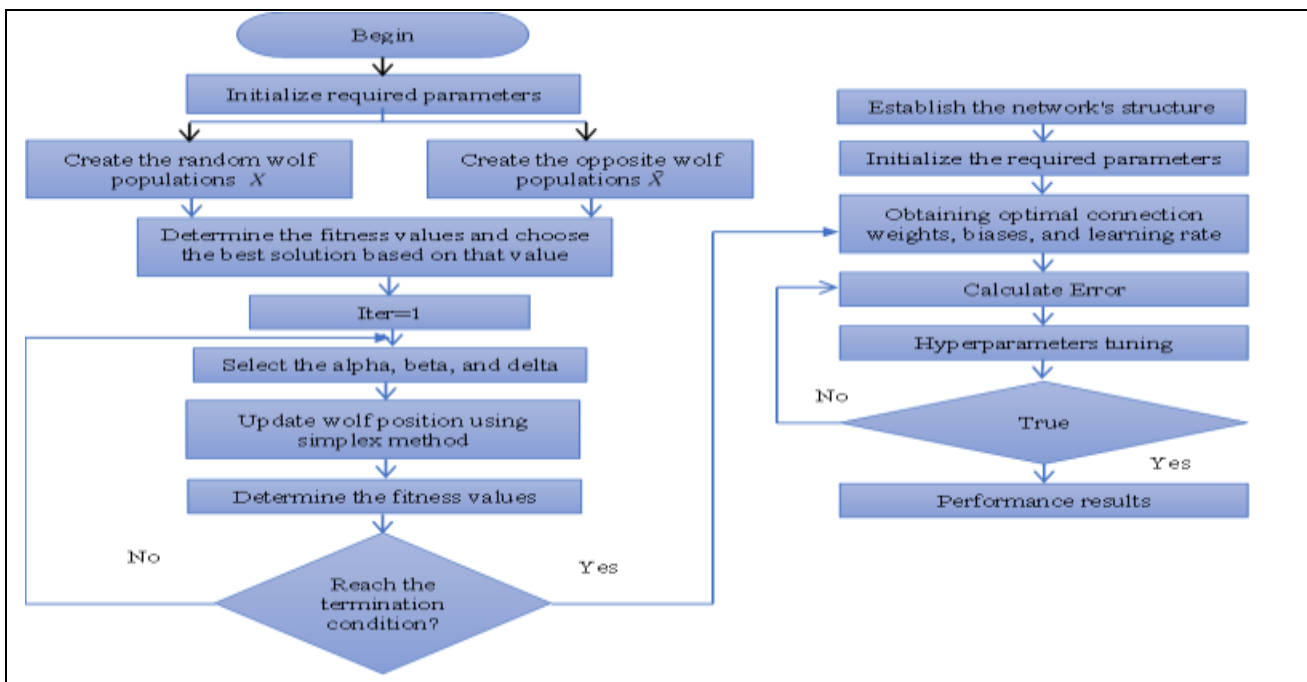 Begin
Initialize required parameters
Create the random wolf
populations X
Create the opposite wolf
populations X̄
Determine the fitness values and choose
the best solution based on that value
Iter=1
Select the alpha, beta, and delta
Update wolf position using
simplex method
Determine the fitness values
No
Yes
Reach the
termination
condition?
Establish the network's structure
Initialize the required parameters
Obtaining optimal connection
weights, biases, and learning rate
Calculate Error
Hyperparameters tuning
No
True
Yes
Performance results